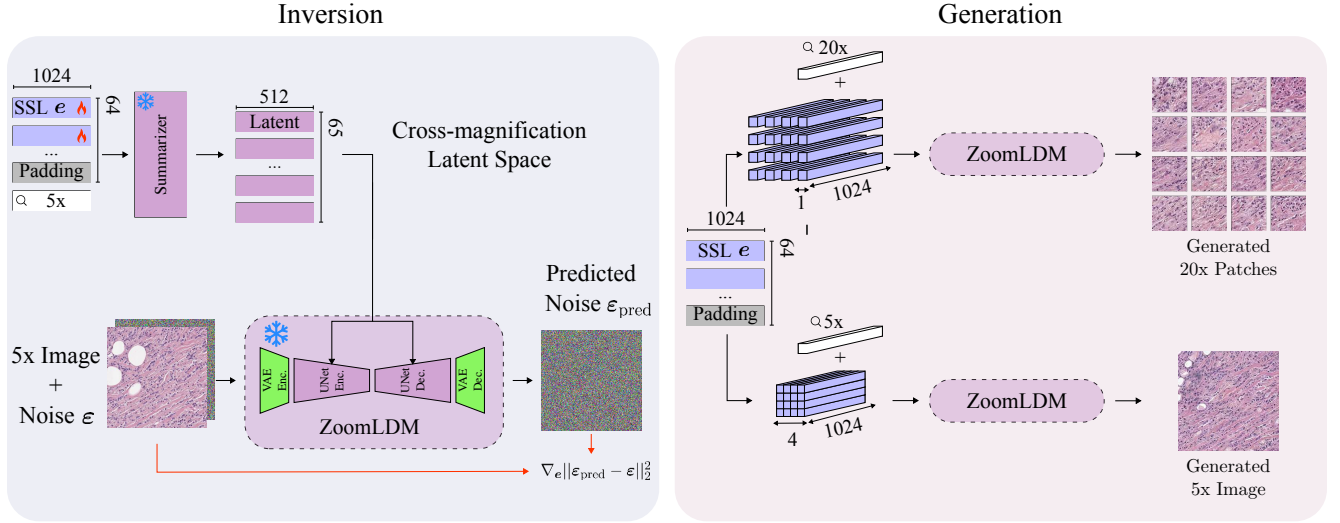 Inversion
1024
SSL e
64
...
Padding
5x
Summarizer
512
Latent
65
...
Cross-magnification
Latent Space
5x Image
+
Noise ε
VAE
Enc.
UNet
Enc.
UNet
Dec.
VAE
Dec.
ZoomLDM
Predicted
Noise ε_pred
∇_e||ε_pred − ε||₂²
Generation
20x
+
1
1024
ZoomLDM
Generated
20x Patches
1024
SSL e
64
...
Padding
5x
+
4
1024
ZoomLDM
Generated
5x Image